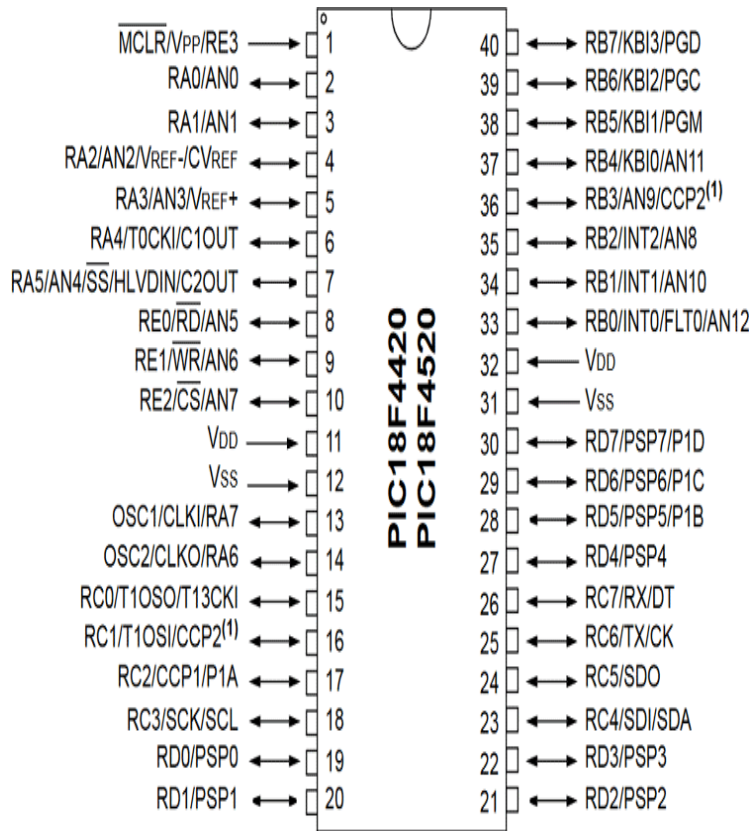 MCLR/VPP/RE3 1 40 RB7/KBI3/PGD
RA0/AN0 2 39 RB6/KBI2/PGC
RA1/AN1 3 38 RB5/KBI1/PGM
RA2/AN2/VREF-/CVREF 4 37 RB4/KBI0/AN11
RA3/AN3/VREF+ 5 36 RB3/AN9/CCP2(1)
RA4/T0CKI/C1OUT 6 35 RB2/INT2/AN8
RA5/AN4/SS/HLVDIN/C2OUT 7 34 RB1/INT1/AN10
RE0/RD/AN5 8 33 RB0/INT0/FLT0/AN12
RE1/WR/AN6 9 32 VDD
RE2/CS/AN7 10 31 VSS
VDD 11 30 RD7/PSP7/P1D
VSS 12 29 RD6/PSP6/P1C
OSC1/CLKI/RA7 13 28 RD5/PSP5/P1B
OSC2/CLKO/RA6 14 27 RD4/PSP4
RC0/T1OSO/T13CKI 15 26 RC7/RX/DT
RC1/T1OSI/CCP2(1) 16 25 RC6/TX/CK
RC2/CCP1/P1A 17 24 RC5/SDO
RC3/SCK/SCL 18 23 RC4/SDI/SDA
RD0/PSP0 19 22 RD3/PSP3
RD1/PSP1 20 21 RD2/PSP2
PIC18F4420
PIC18F4520